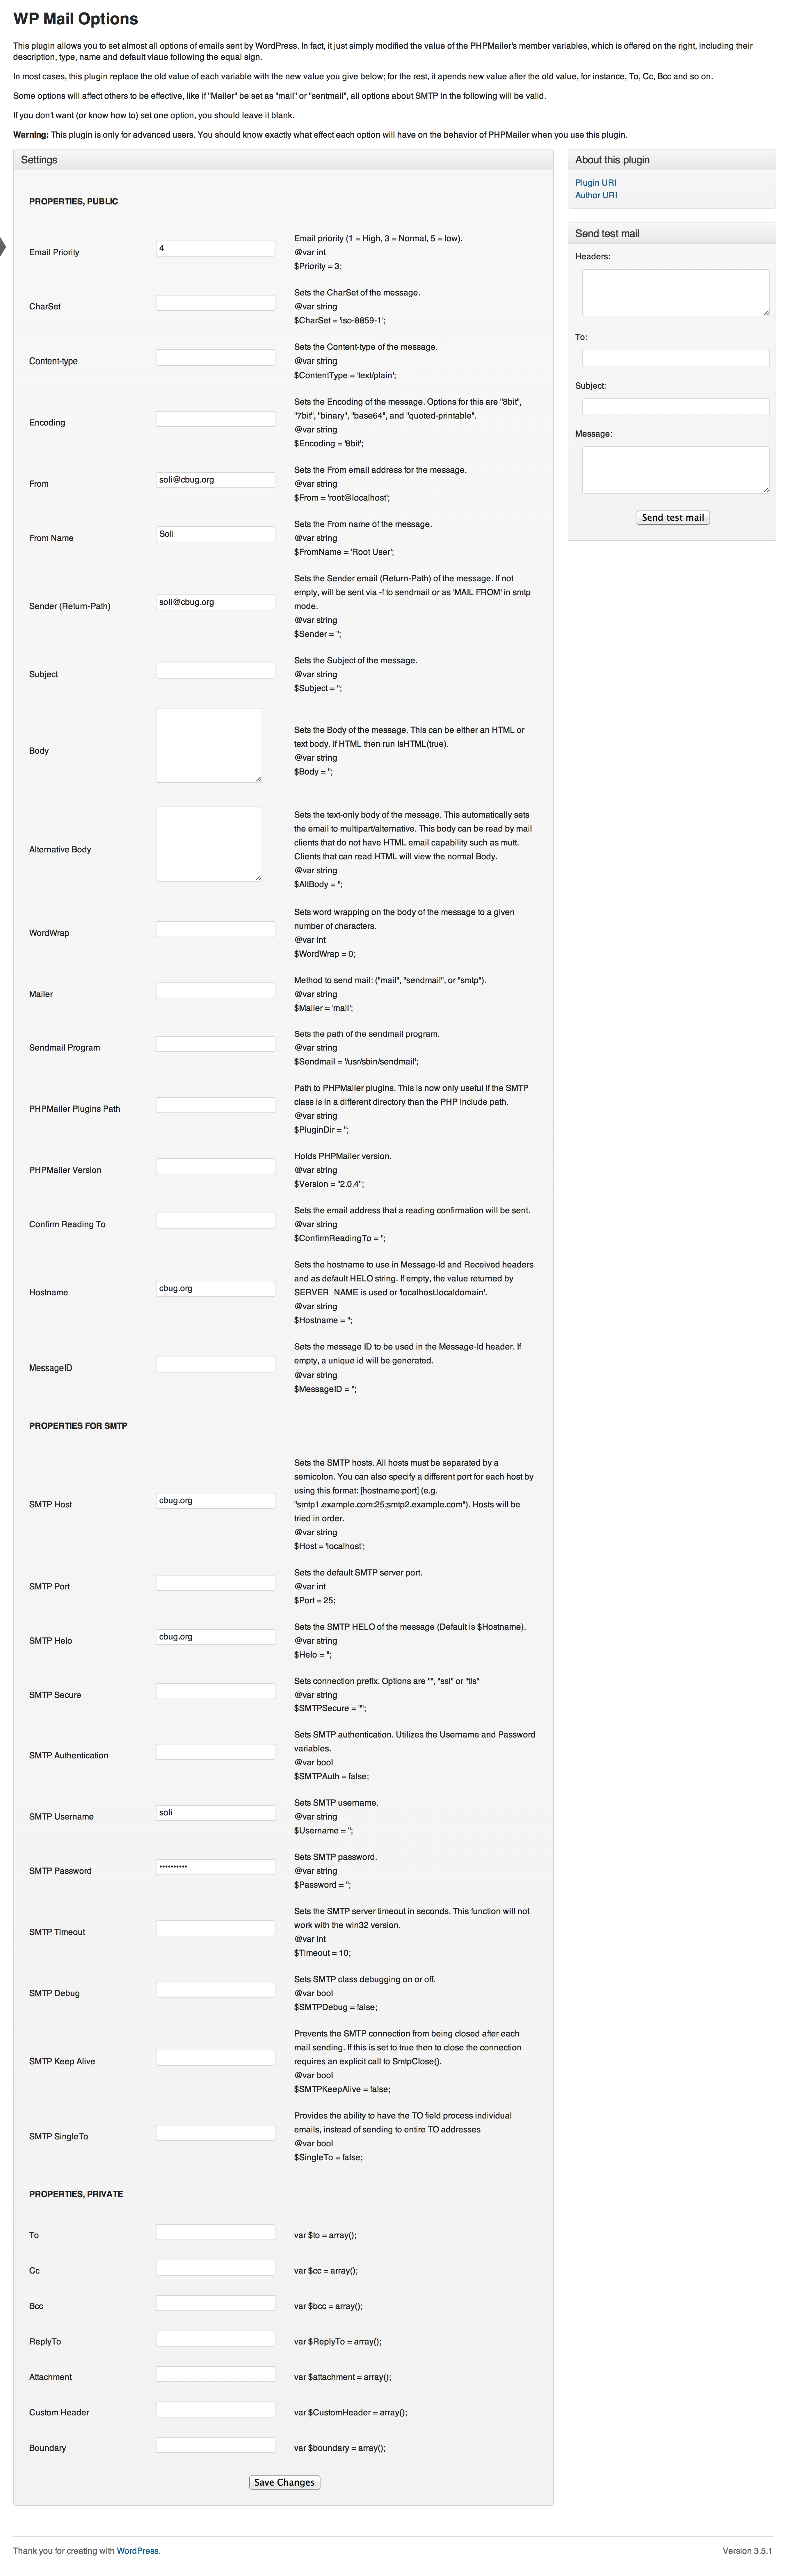 WP Mail Options
This plugin allows you to set almost all options of emails sent by WordPress. In fact, it just simply modified the value of the PHPMailer's member variables, which is offered on the right, including their
description, type, name and default vlaue following the equal sign.
In most cases, this plugin replace the old value of each variable with the new value you give below; for the rest, it apends new value after the old value, for instance, To, Cc, Bcc and so on.
Some options will affect others to be effective, like if "Mailer" be set as "mail" or "sentmail", all options about SMTP in the following will be valid.
If you don't want (or know how to) set one option, you should leave it blank.
Warning: This plugin is only for advanced users. You should know exactly what effect each option will have on the behavior of PHPMailer when you use this plugin.
Settings
PROPERTIES, PUBLIC
Email Priority
4
Email priority (1 = High, 3 = Normal, 5 = low).
@var int
$Priority = 3;
CharSet
Sets the CharSet of the message.
@var string
$CharSet = 'iso-8859-1';
Content-type
Sets the Content-type of the message.
@var string
$ContentType = 'text/plain';
Encoding
Sets the Encoding of the message. Options for this are "8bit",
"7bit", "binary", "base64", and "quoted-printable".
@var string
$Encoding = '8bit';
From
soli@cbug.org
Sets the From email address for the message.
@var string
$From = 'root@localhost';
From Name
Soli
Sets the From name of the message.
@var string
$FromName = 'Root User';
Sender (Return-Path)
soli@cbug.org
Sets the Sender email (Return-Path) of the message. If not
empty, will be sent via -f to sendmail or as 'MAIL FROM' in smtp
mode.
@var string
$Sender = '';
Subject
Sets the Subject of the message.
@var string
$Subject = '';
Body
Sets the Body of the message. This can be either an HTML or
text body. If HTML then run IsHTML(true).
@var string
$Body = '';
Alternative Body
Sets the text-only body of the message. This automatically sets
the email to multipart/alternative. This body can be read by mail
clients that do not have HTML email capability such as mutt.
Clients that can read HTML will view the normal Body.
@var string
$AltBody = '';
WordWrap
Sets word wrapping on the body of the message to a given
number of characters.
@var int
$WordWrap = 0;
Mailer
Method to send mail: ("mail", "sendmail", or "smtp").
@var string
$Mailer = 'mail';
Sendmail Program
Sets the path of the sendmail program.
@var string
$Sendmail = '/usr/sbin/sendmail';
PHPMailer Plugins Path
Path to PHPMailer plugins. This is now only useful if the SMTP
class is in a different directory than the PHP include path.
@var string
$PluginDir = '';
PHPMailer Version
Holds PHPMailer version.
@var string
$Version = "2.0.4";
Confirm Reading To
Sets the email address that a reading confirmation will be sent.
@var string
$ConfirmReadingTo = '';
Hostname
cbug.org
Sets the hostname to use in Message-Id and Received headers
and as default HELO string. If empty, the value returned by
SERVER_NAME is used or 'localhost.localdomain'.
@var string
$Hostname = '';
MessageID
Sets the message ID to be used in the Message-Id header. If
empty, a unique id will be generated.
@var string
$MessageID = '';
PROPERTIES FOR SMTP
SMTP Host
cbug.org
Sets the SMTP hosts. All hosts must be separated by a
semicolon. You can also specify a different port for each host by
using this format: [hostname:port] (e.g.
"smtp1.example.com:25;smtp2.example.com"). Hosts will be
tried in order.
@var string
$Host = 'localhost';
SMTP Port
Sets the default SMTP server port.
@var int
$Port = 25;
SMTP Helo
cbug.org
Sets the SMTP HELO of the message (Default is $Hostname).
@var string
$Helo = '';
SMTP Secure
Sets connection prefix. Options are "", "ssl" or "tls"
@var string
$SMTPSecure = "";
SMTP Authentication
Sets SMTP authentication. Utilizes the Username and Password
variables.
@var bool
$SMTPAuth = false;
SMTP Username
soli
Sets SMTP username.
@var string
$Username = '';
SMTP Password
••••••••••
Sets SMTP password.
@var string
$Password = '';
SMTP Timeout
Sets the SMTP server timeout in seconds. This function will not
work with the win32 version.
@var int
$Timeout = 10;
SMTP Debug
Sets SMTP class debugging on or off.
@var bool
$SMTPDebug = false;
SMTP Keep Alive
Prevents the SMTP connection from being closed after each
mail sending. If this is set to true then to close the connection
requires an explicit call to SmtpClose().
@var bool
$SMTPKeepAlive = false;
SMTP SingleTo
Provides the ability to have the TO field process individual
emails, instead of sending to entire TO addresses
@var bool
$SingleTo = false;
PROPERTIES, PRIVATE
To
var $to = array();
Cc
var $cc = array();
Bcc
var $bcc = array();
ReplyTo
var $ReplyTo = array();
Attachment
var $attachment = array();
Custom Header
var $CustomHeader = array();
Boundary
var $boundary = array();
Save Changes
About this plugin
Plugin URI
Author URI
Send test mail
Headers:
To:
Subject:
Message:
Send test mail
Thank you for creating with WordPress.
Version 3.5.1